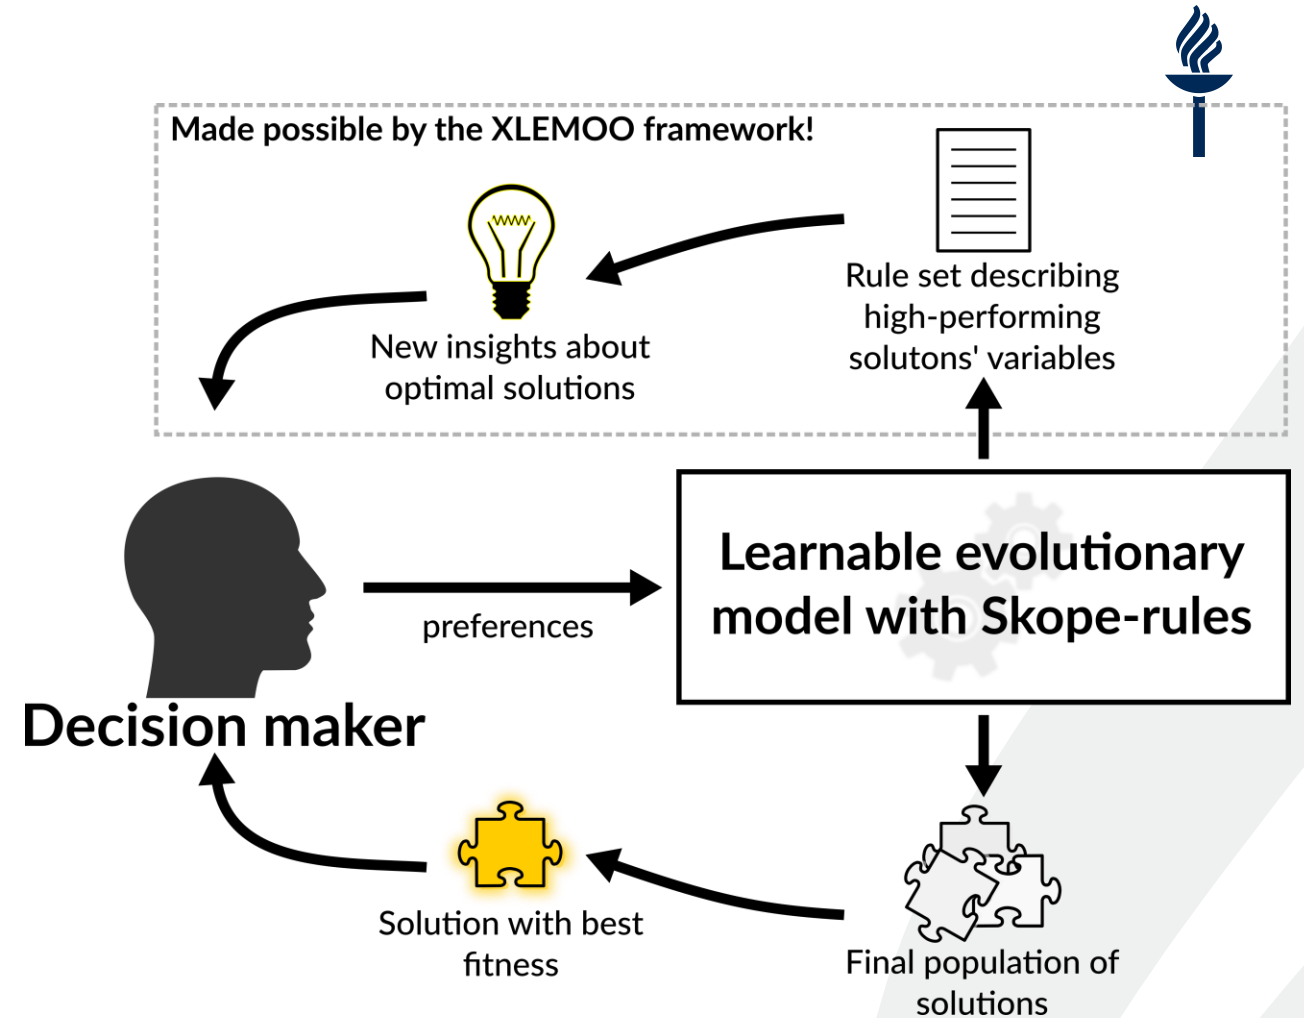 Made possible by the XLEMOO framework!
Rule set describing
high-performing
soluton​s' variables
New insights about
optimal solutions
Learnable evolutionary
model with Skope-rules
preferences
Decision maker
Solution with best
fitness
Final population of
solutions